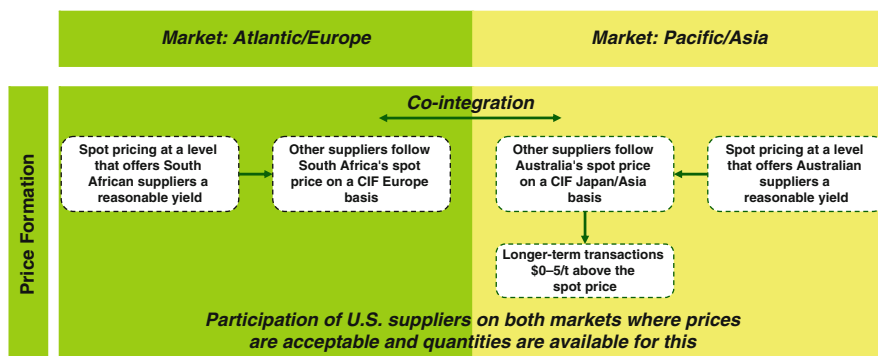 Market: Atlantic/Europe
Market: Pacific/Asia
Price Formation
Co-integration
Spot pricing at a level
that offers South
African suppliers a
reasonable yield
Other suppliers follow
South Africa's spot
price on a CIF Europe
basis
Other suppliers follow
Australia's spot price
on a CIF Japan/Asia
basis
Spot pricing at a level
that offers Australian
suppliers a
reasonable yield
Longer-term transactions
$0–5/t above the
spot price
Participation of U.S. suppliers on both markets where prices
are acceptable and quantities are available for this